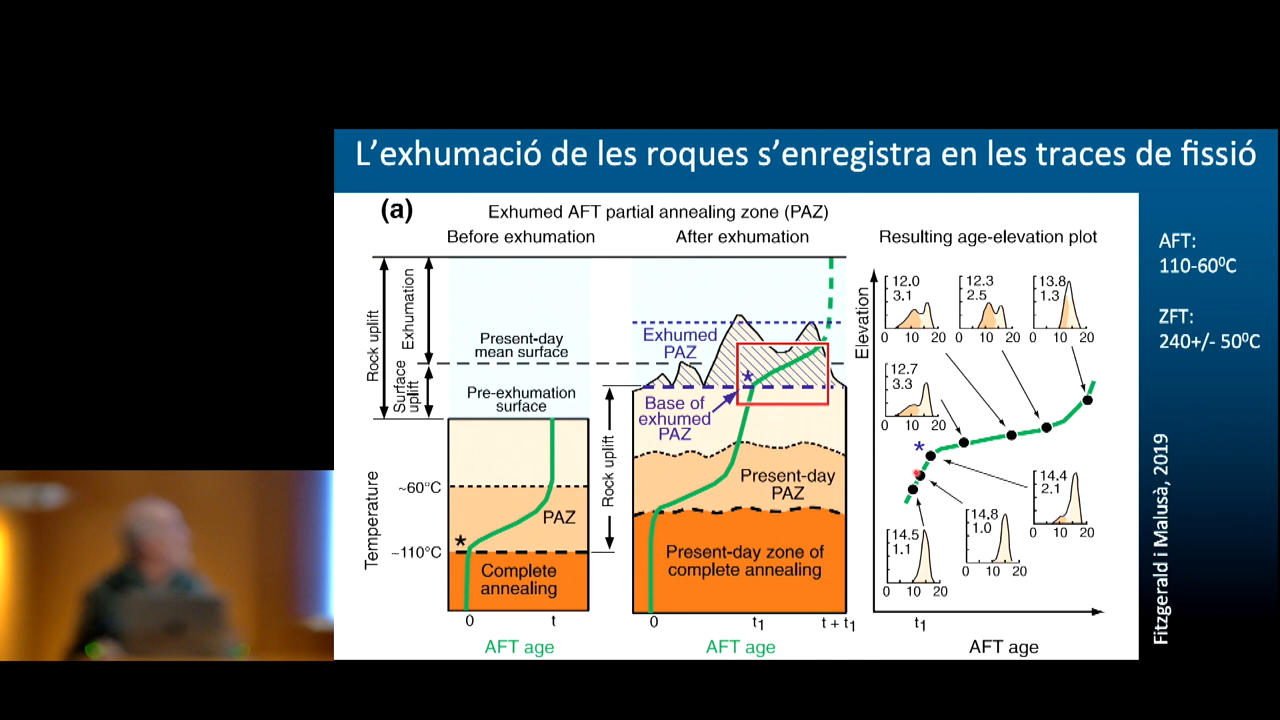 L'exhumació de les roques s'enregistra en les traces de fissió
(a)
Exhumed AFT partial annealing zone (PAZ)
Before exhumation
After exhumation
Resulting age-elevation plot
Rock uplift
Exhumation
Surface
uplift
Present-day
mean surface
Pre-exhumation
surface
Temperature
~60°C
PAZ
*
~110°C
Complete
annealing
0
t
AFT age
Rock uplift
Exhumed
PAZ
*
Base of
exhumed
PAZ
Present-day
PAZ
Present-day zone of
complete annealing
0
t1
t + t1
AFT age
Elevation
12.0
3.1
0 10 20
12.3
2.5
0 10 20
13.8
1.3
0 10 20
12.7
3.3
0 10 20
*
14.4
2.1
0 10 20
14.8
1.0
0 10 20
14.5
1.1
0 10 20
t1
AFT age
AFT:
110-60⁰C
ZFT:
240+/- 50⁰C
Fitzgerald i Malusà, 2019